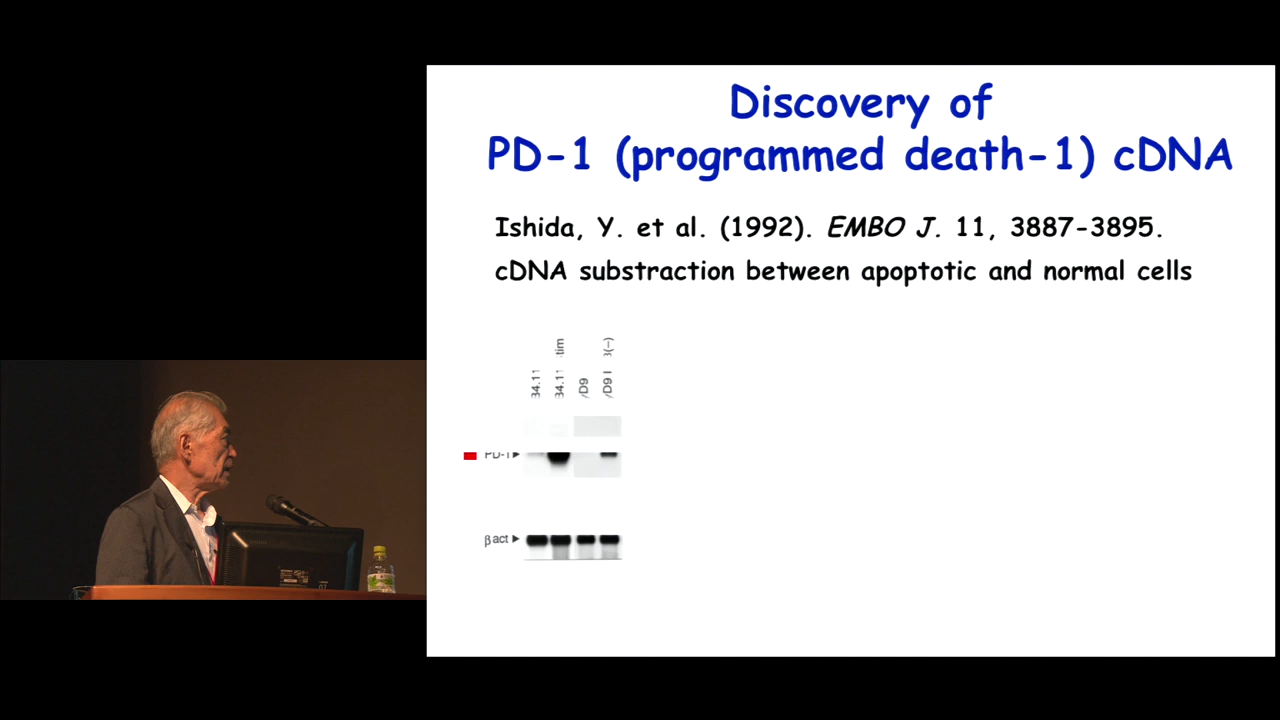 Discovery of
PD-1 (programmed death-1) cDNA
Ishida, Y. et al. (1992). EMBO J. 11, 3887-3895.
cDNA substraction between apoptotic and normal cells
PD-1
β act